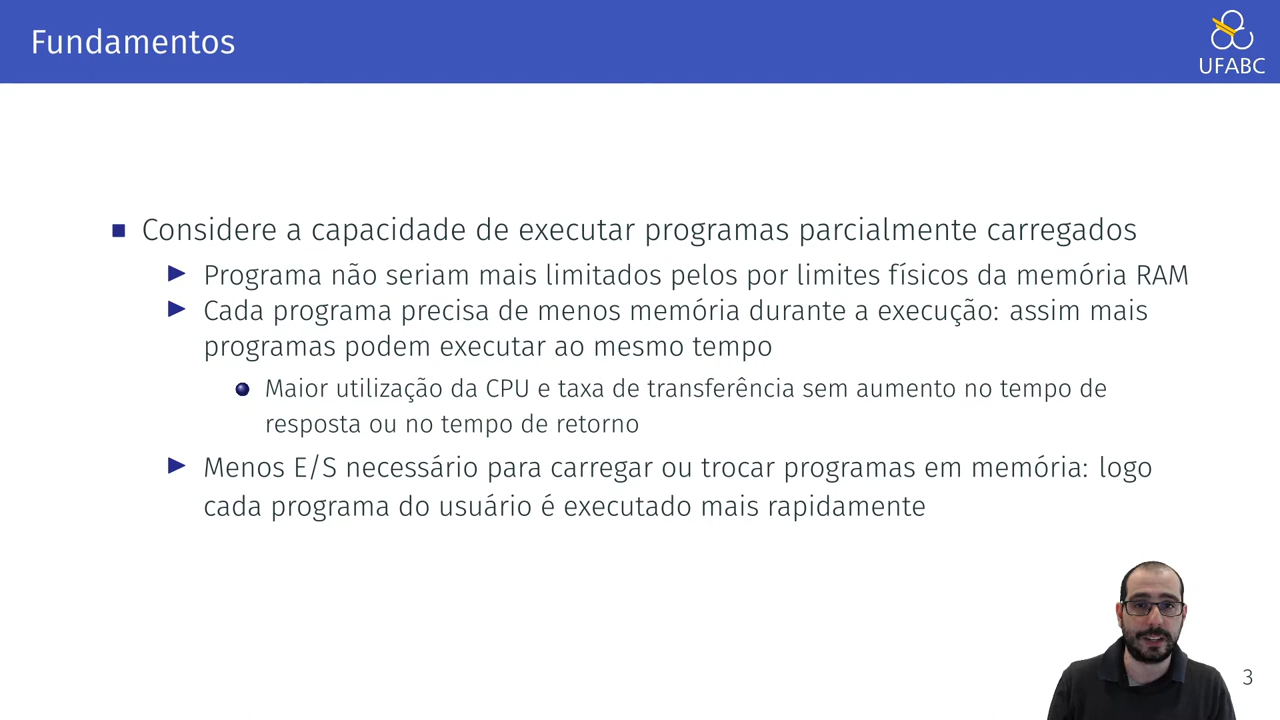 Fundamentos
UFABC
Considere a capacidade de executar programas parcialmente carregados
Programa não seriam mais limitados pelos por limites físicos da memória RAM
Cada programa precisa de menos memória durante a execução: assim mais
programas podem executar ao mesmo tempo
Maior utilização da CPU e taxa de transferência sem aumento no tempo de
resposta ou no tempo de retorno
Menos E/S necessário para carregar ou trocar programas em memória: logo
cada programa do usuário é executado mais rapidamente
3